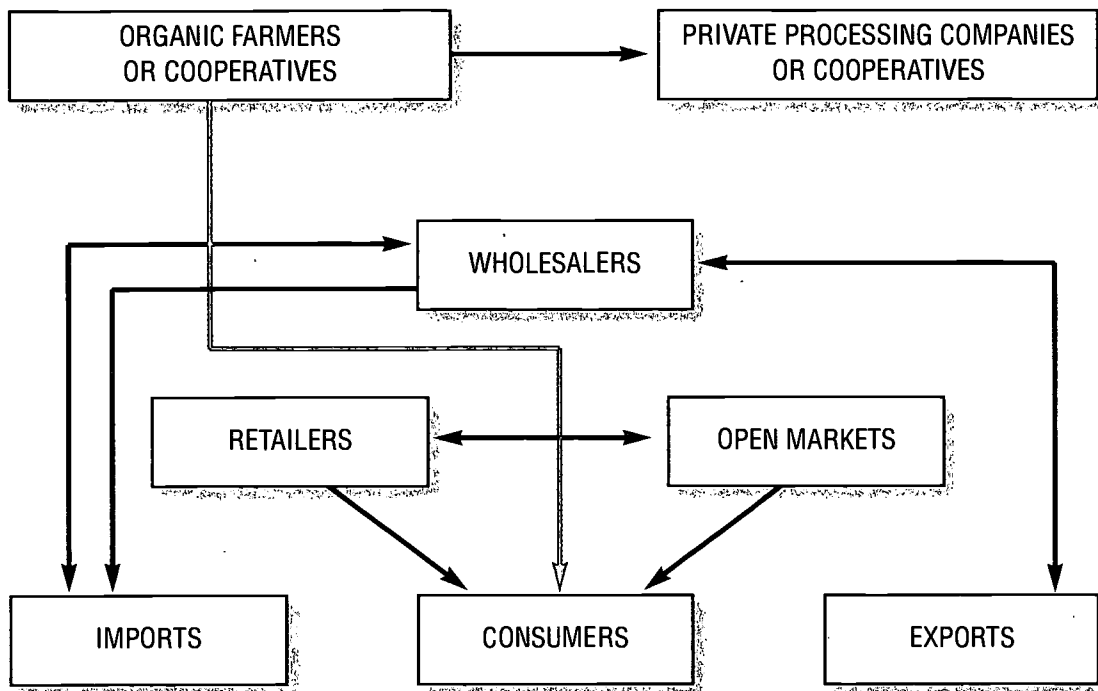 ORGANIC FARMERS
OR COOPERATIVES
PRIVATE PROCESSING COMPANIES
OR COOPERATIVES
WHOLESALERS
RETAILERS
OPEN MARKETS
IMPORTS
CONSUMERS
EXPORTS